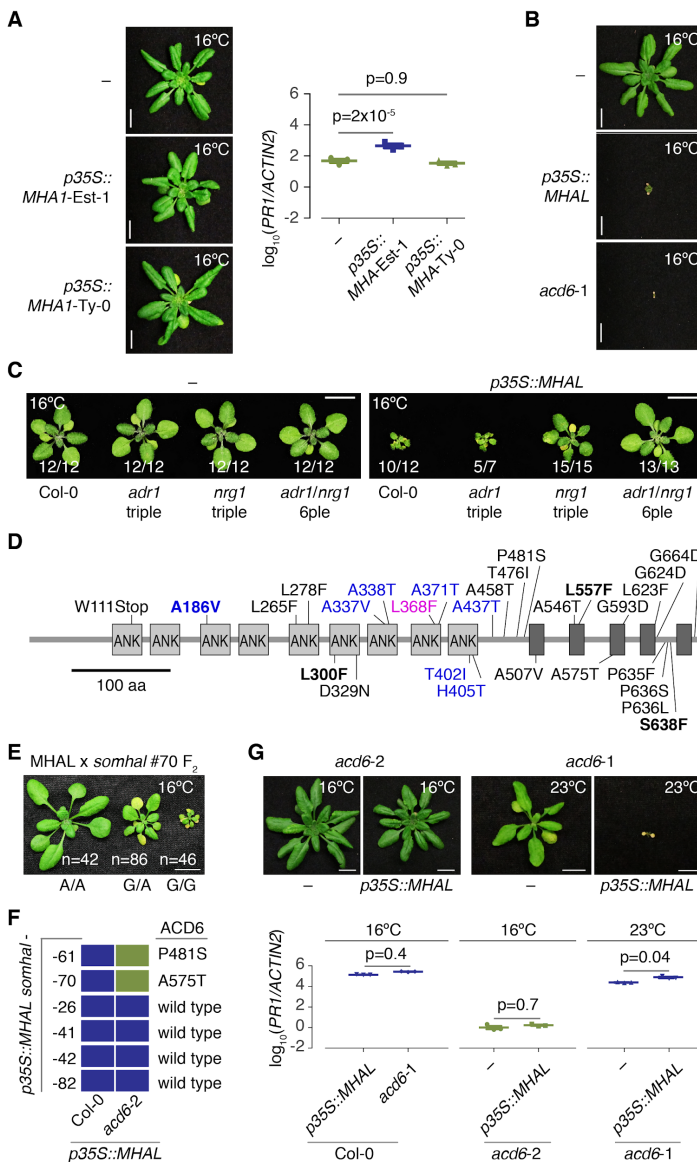 A
B
16ºC
–
16ºC
p35S::
MHA1-Est-1
16ºC
p35S::
MHA1-Ty-0
log10(PR1/ACTIN2)
6
4
2
0
-2
p=0.9
p=2x10-5
–
p35S::
MHA-Est-1
p35S::
MHA-Ty-0
16ºC
–
16ºC
p35S::
MHAL
16ºC
acd6-1
C
–
p35S::MHAL
16ºC
12/12
12/12
12/12
12/12
16ºC
10/12
5/7
15/15
13/13
Col-0
adr1
triple
nrg1
triple
adr1/nrg1
6ple
Col-0
adr1
triple
nrg1
triple
adr1/nrg1
6ple
D
P481S
G664D
T476I
G624D
L278F
A338T
A371T
A458T
L557F
L623F
W111Stop
A186V
L265F
A337V
L368F
A437T
A546T
G593D
ANK
ANK
ANK
ANK
ANK
ANK
ANK
ANK
ANK
100 aa
L300F
T402I
A507V
A575T
P635F
D329N
H405T
P636S
P636L
S638F
E
MHAL x somhal #70 F2
16ºC
n=42
n=86
n=46
A/A
G/A
G/G
F
ACD6
p35S::MHAL somhal -
-61
P481S
-70
A575T
-26
wild type
-41
wild type
-42
wild type
-82
wild type
Col-0
acd6-2
p35S::MHAL
G
acd6-2
acd6-1
16ºC
16ºC
23ºC
23ºC
–
p35S::MHAL
–
p35S::MHAL
16ºC
16ºC
23ºC
log10(PR1/ACTIN2)
6
4
2
0
-2
p=0.4
p=0.7
p=0.04
p35S::MHAL
acd6-1
–
p35S::MHAL
–
p35S::MHAL
Col-0
acd6-2
acd6-1